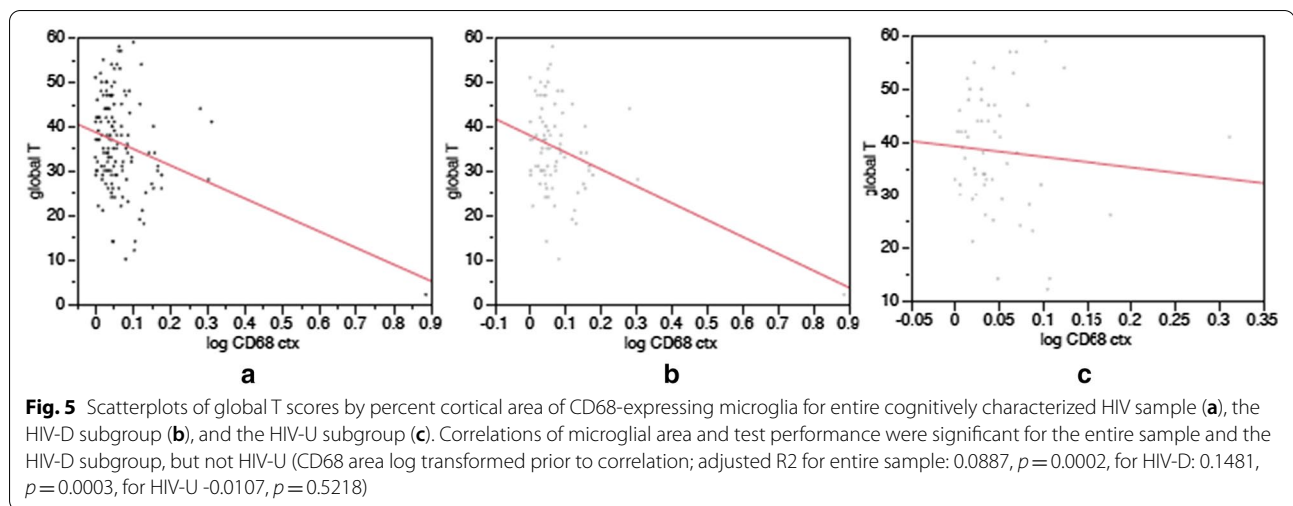 60
50
40
30
20
10
0
global T
0 0.1 0.2 0.3 0.4 0.5 0.6 0.7 0.8 0.9
log CD68 ctx
a
60
50
40
30
20
10
0
global T
-0.1 0 0.1 0.2 0.3 0.4 0.5 0.6 0.7 0.8 0.9
log CD68 ctx
b
60
50
40
30
20
10
global T
-0.05 0 0.05 0.1 0.15 0.2 0.25 0.3 0.35
log CD68 ctx
c
Fig. 5 Scatterplots of global T scores by percent cortical area of CD68-expressing microglia for entire cognitively characterized HIV sample (a), the
HIV-D subgroup (b), and the HIV-U subgroup (c). Correlations of microglial area and test performance were significant for the entire sample and the
HIV-D subgroup, but not HIV-U (CD68 area log transformed prior to correlation; adjusted R2 for entire sample: 0.0887, p = 0.0002, for HIV-D: 0.1481,
p = 0.0003, for HIV-U -0.0107, p = 0.5218)